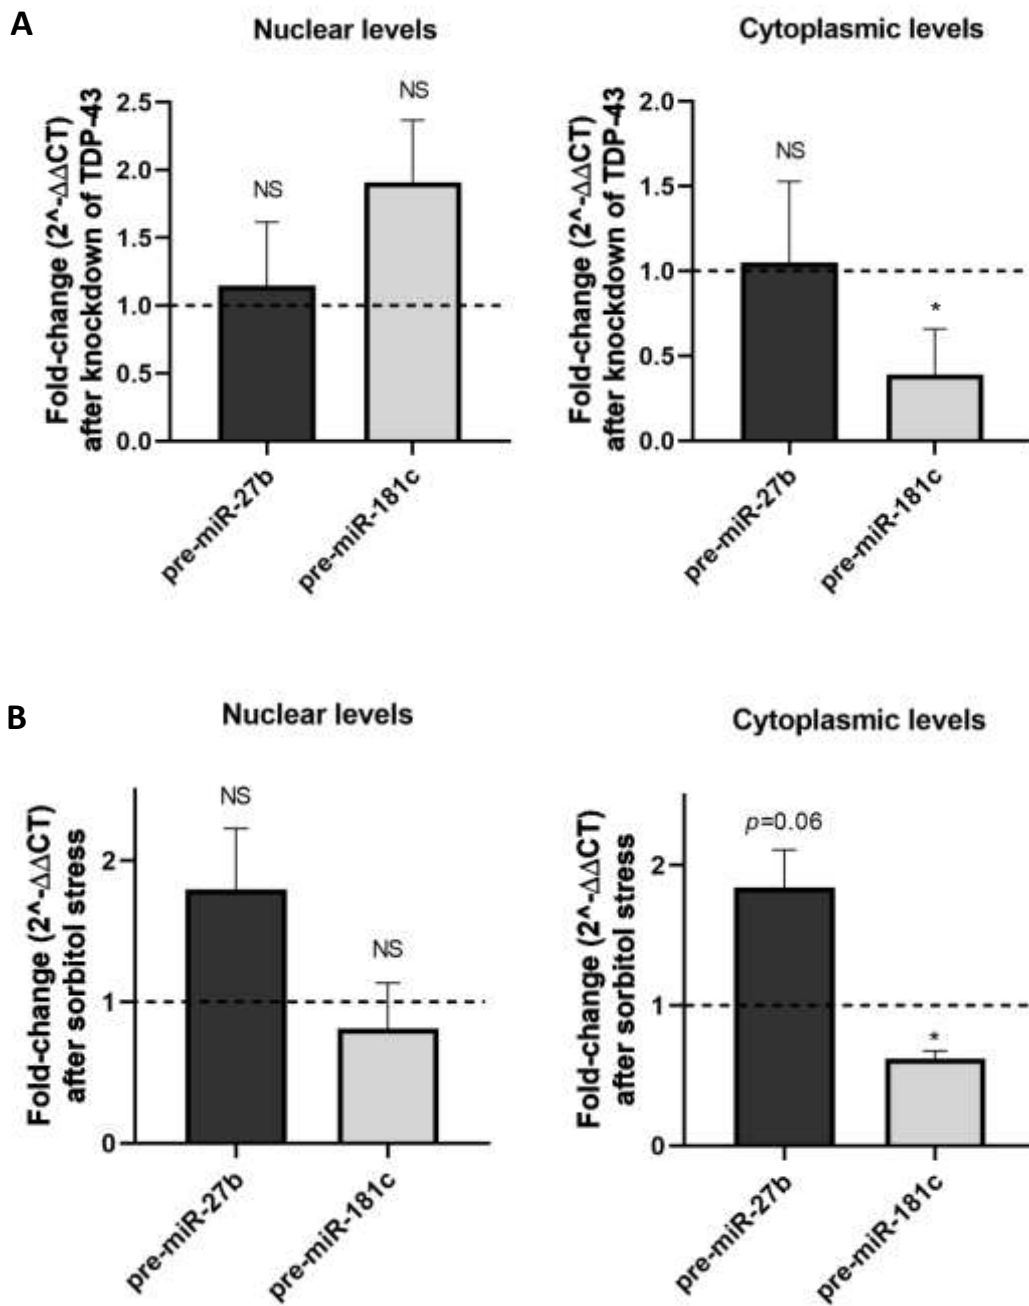 A
Nuclear levels
Fold-change (2^-ΔΔCT)
after knockdown of TDP-43
2.5
2.0
1.5
1.0
0.5
0.0
NS
NS
pre-miR-27b
pre-miR-181c
Cytoplasmic levels
Fold-change (2^-ΔΔCT)
after knockdown of TDP-43
2.0
1.5
1.0
0.5
0.0
NS
*
pre-miR-27b
pre-miR-181c
B
Nuclear levels
Fold-change (2^-ΔΔCT)
after sorbitol stress
2
1
0
NS
NS
pre-miR-27b
pre-miR-181c
Cytoplasmic levels
Fold-change (2^-ΔΔCT)
after sorbitol stress
2
1
0
p=0.06
*
pre-miR-27b
pre-miR-181c